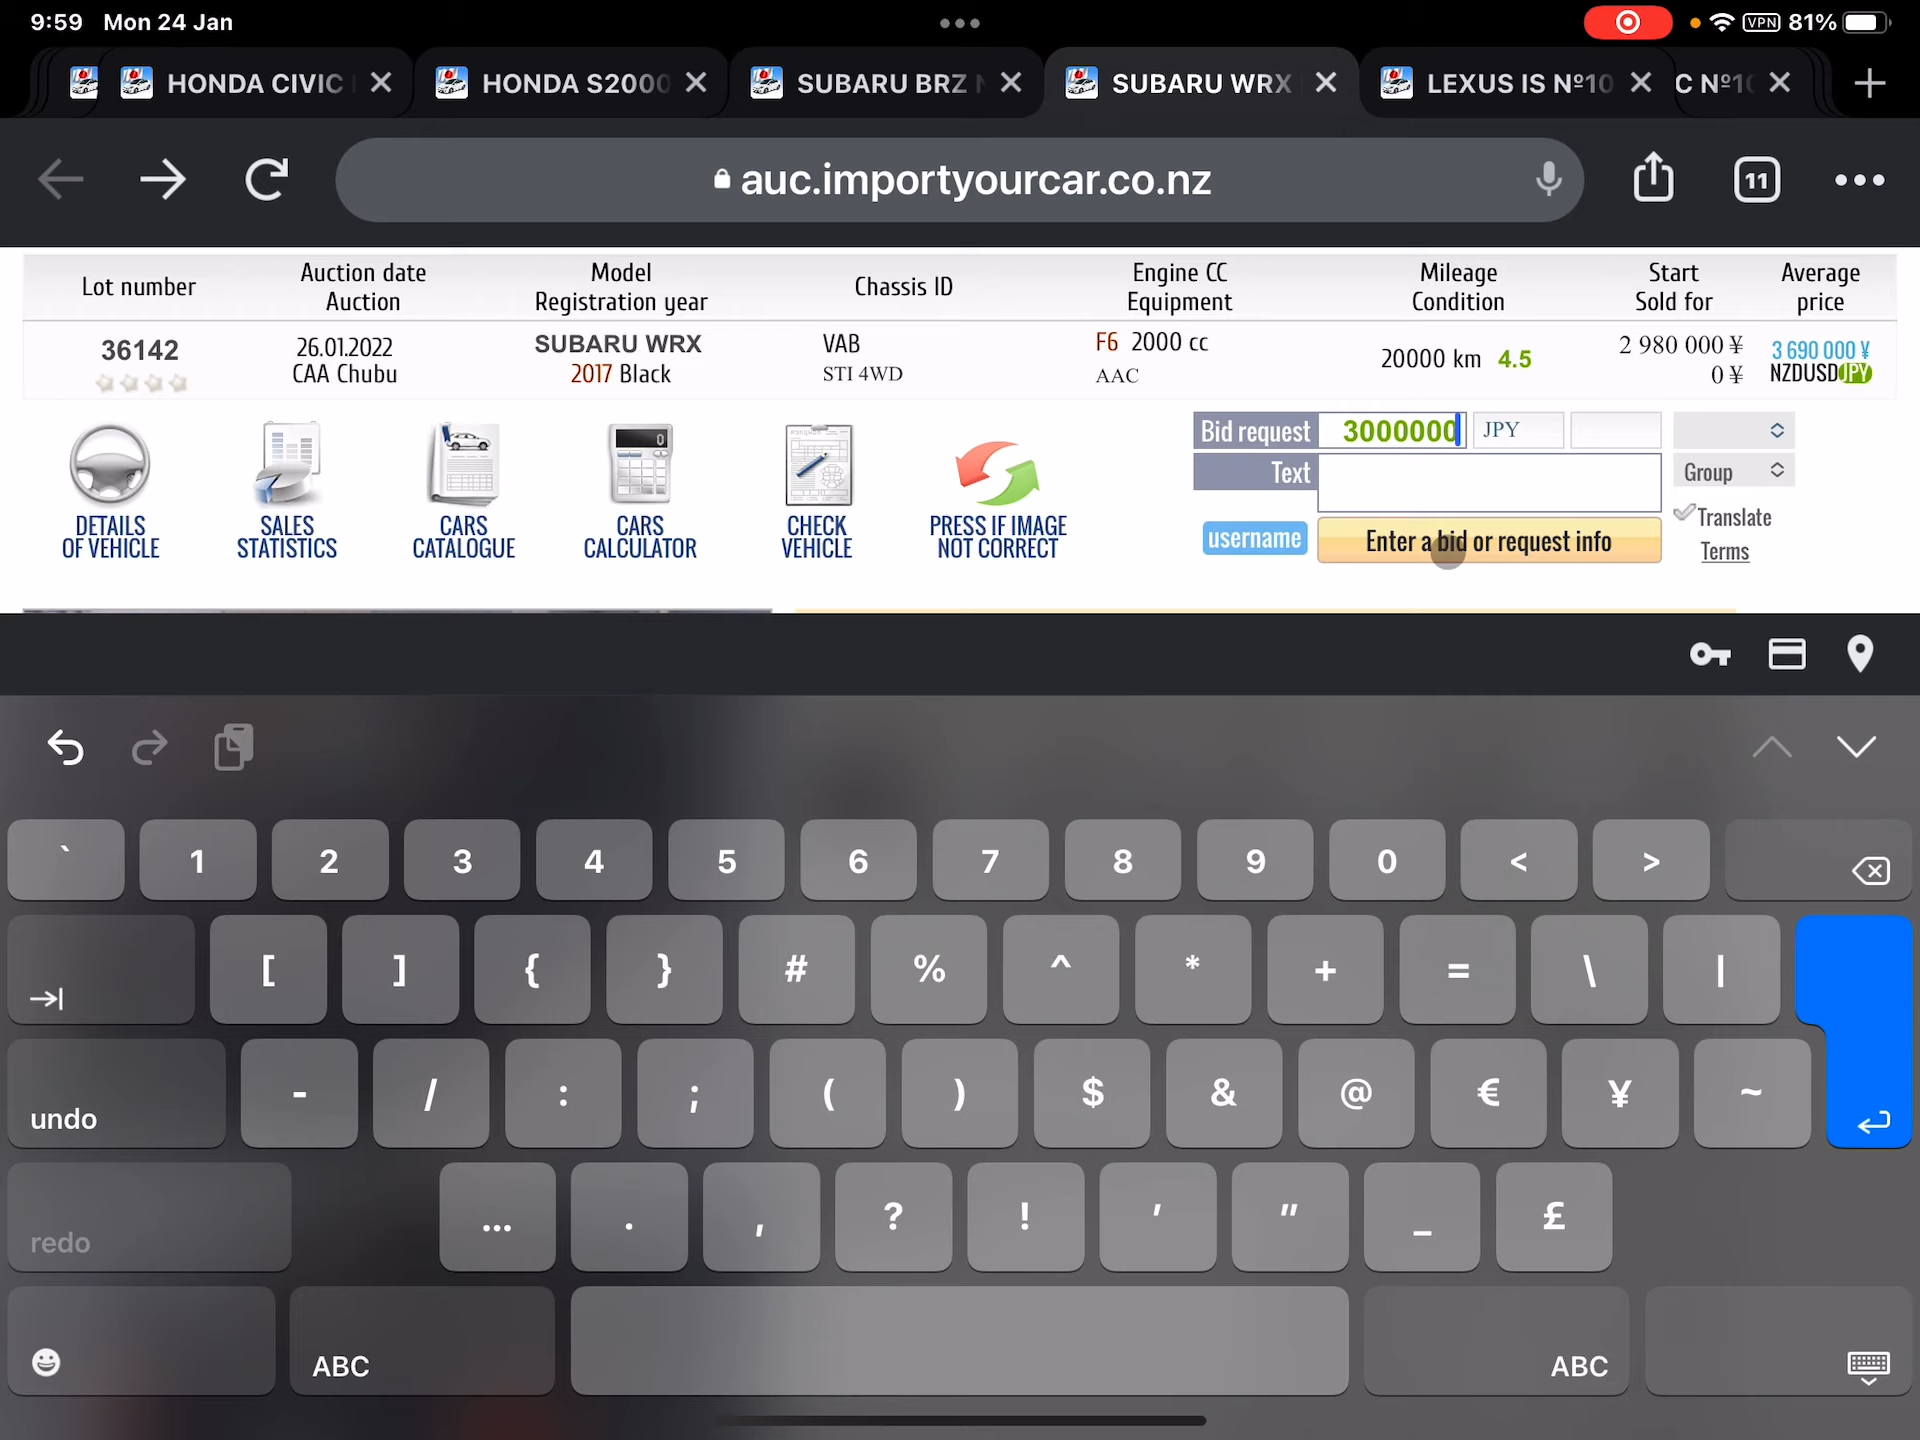 9:59 Mon 24 Jan
VPN 81%
HONDA CIVIC
HONDA S2000
SUBARU BRZ
SUBARU WRX
LEXUS IS №10
C №10
auc.importyourcar.co.nz
11
Lot number
Auction date
Auction
Model
Registration year
Chassis ID
Engine CC
Equipment
Mileage
Condition
Start
Sold for
Average
price
36142
26.01.2022
CAA Chubu
SUBARU WRX
2017 Black
VAB
STI 4WD
F6 2000 cc
AAC
20000 km 4.5
2 980 000 ¥
0 ¥
3 690 000 ¥
NZDUSDJPY
DETAILS
OF VEHICLE
SALES
STATISTICS
CARS
CATALOGUE
CARS
CALCULATOR
CHECK
VEHICLE
PRESS IF IMAGE
NOT CORRECT
Bid request 3000000 JPY
Text
Group
Translate
Terms
username
Enter a bid or request info
` 1 2 3 4 5 6 7 8 9 0 < >
[ ] { } # % ^ * + = \ |
undo - / : ; ( ) $ & @ € ¥ ~
redo … . , ? ! ' " _ £
ABC ABC